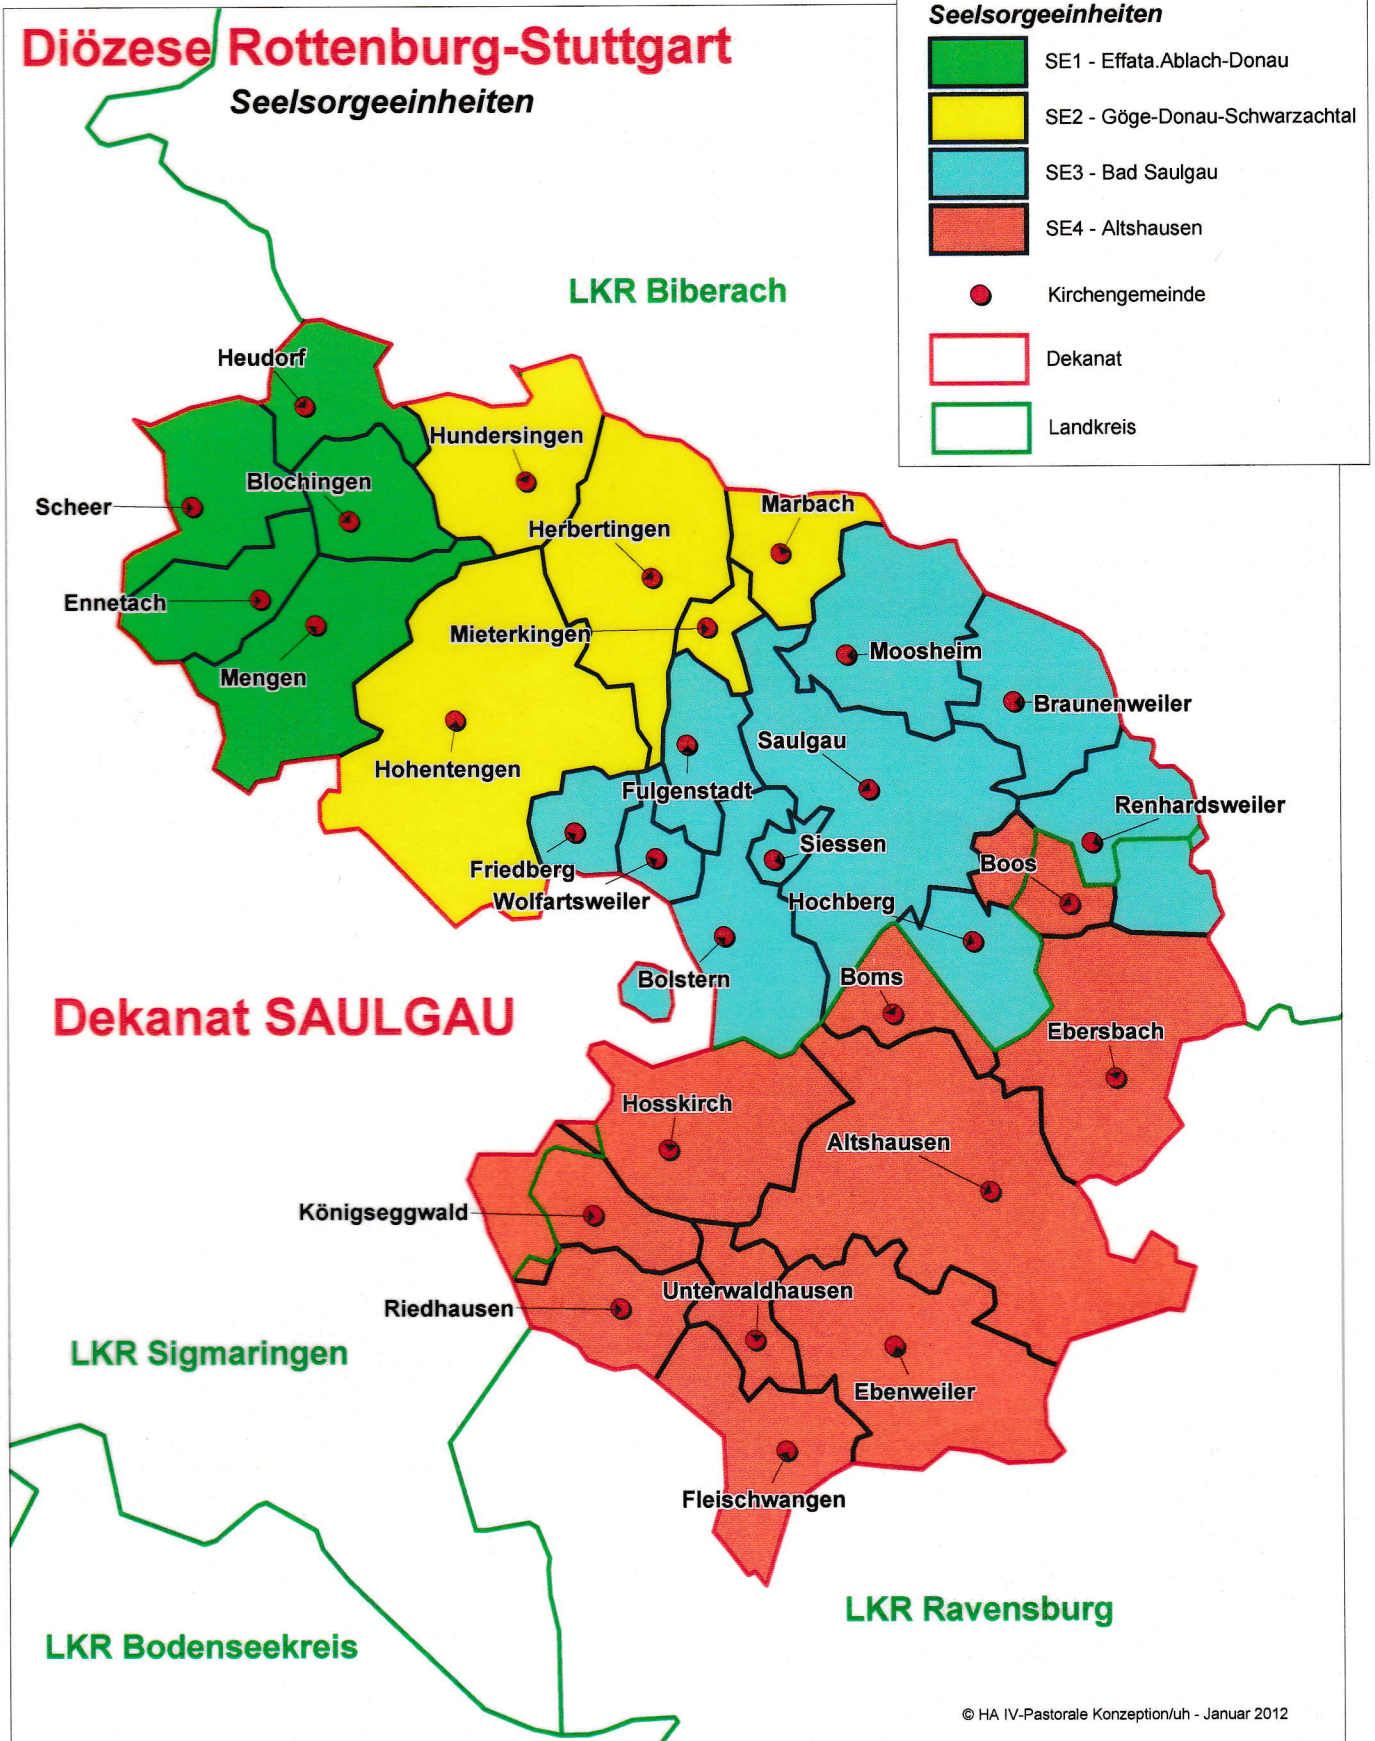 Diözese Rottenburg-Stuttgart
Seelsorgeeinheiten
Seelsorgeeinheiten
SE1 - Effata.Ablach-Donau
SE2 - Göge-Donau-Schwarzachtal
SE3 - Bad Saulgau
SE4 - Altshausen
Kirchengemeinde
Dekanat
Landkreis
LKR Biberach
Heudorf
Hundersingen
Blochingen
Scheer
Marbach
Herbertingen
Ennetach
Mieterkingen
Moosheim
Mengen
Braunenweiler
Saulgau
Hohentengen
Fulgenstadt
Renhardsweiler
Siessen
Boos
Friedberg
Wolfartsweiler
Hochberg
Bolstern
Boms
Dekanat SAULGAU
Ebersbach
Hosskirch
Altshausen
Königseggwald
Unterwaldhausen
Riedhausen
LKR Sigmaringen
Ebenweiler
Fleischwangen
LKR Ravensburg
LKR Bodenseekreis
© HA IV-Pastorale Konzeption/uh - Januar 2012